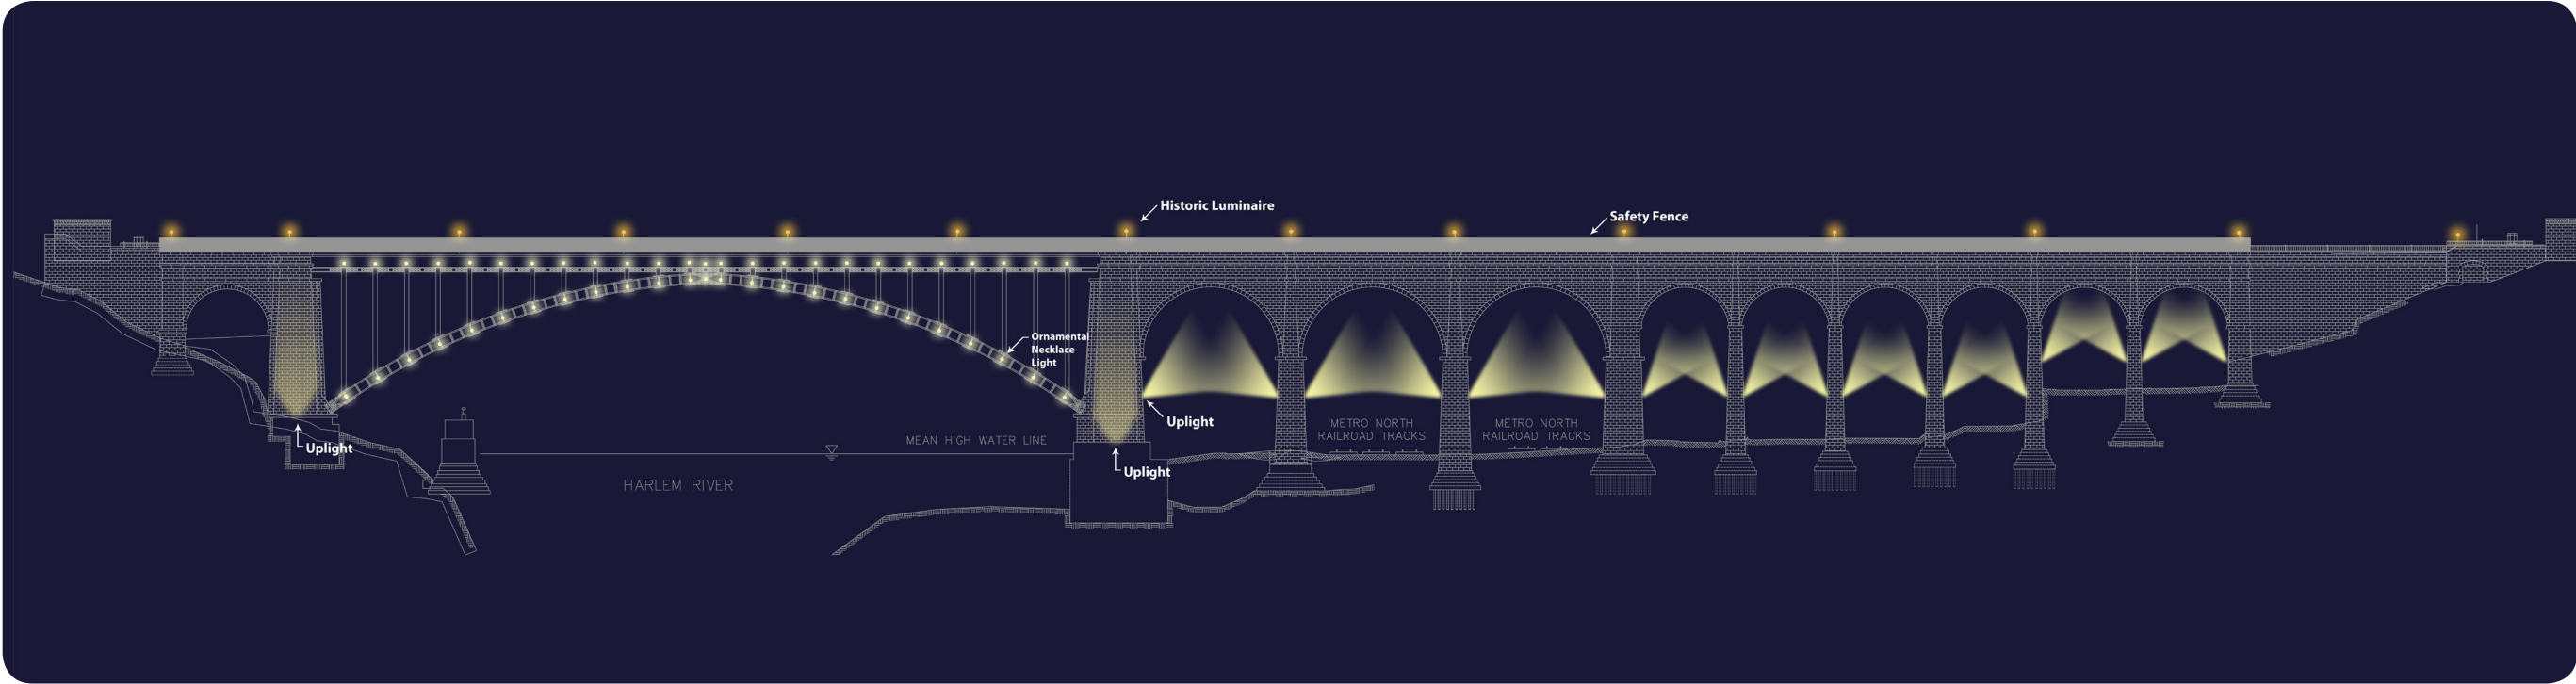 Historic Luminaire
Safety Fence
Ornamental
Necklace
Light
Uplight
Uplight
Uplight
MEAN HIGH WATER LINE
HARLEM RIVER
METRO NORTH
RAILROAD TRACKS
METRO NORTH
RAILROAD TRACKS